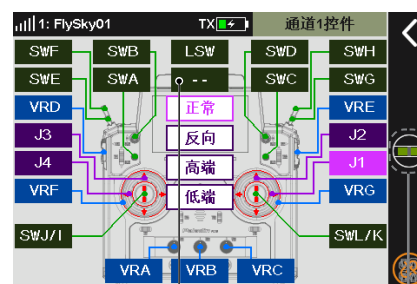 1: FlySky01 TX 通道1控件
SWF SWB LSW SWD SWH
SWE SWA -- SWC SWG
VRD 正常 VRE
J3 反向 J2
J4 高端 J1
VRF 低端 VRG
SWJ/I SWL/K
VRA VRB VRC